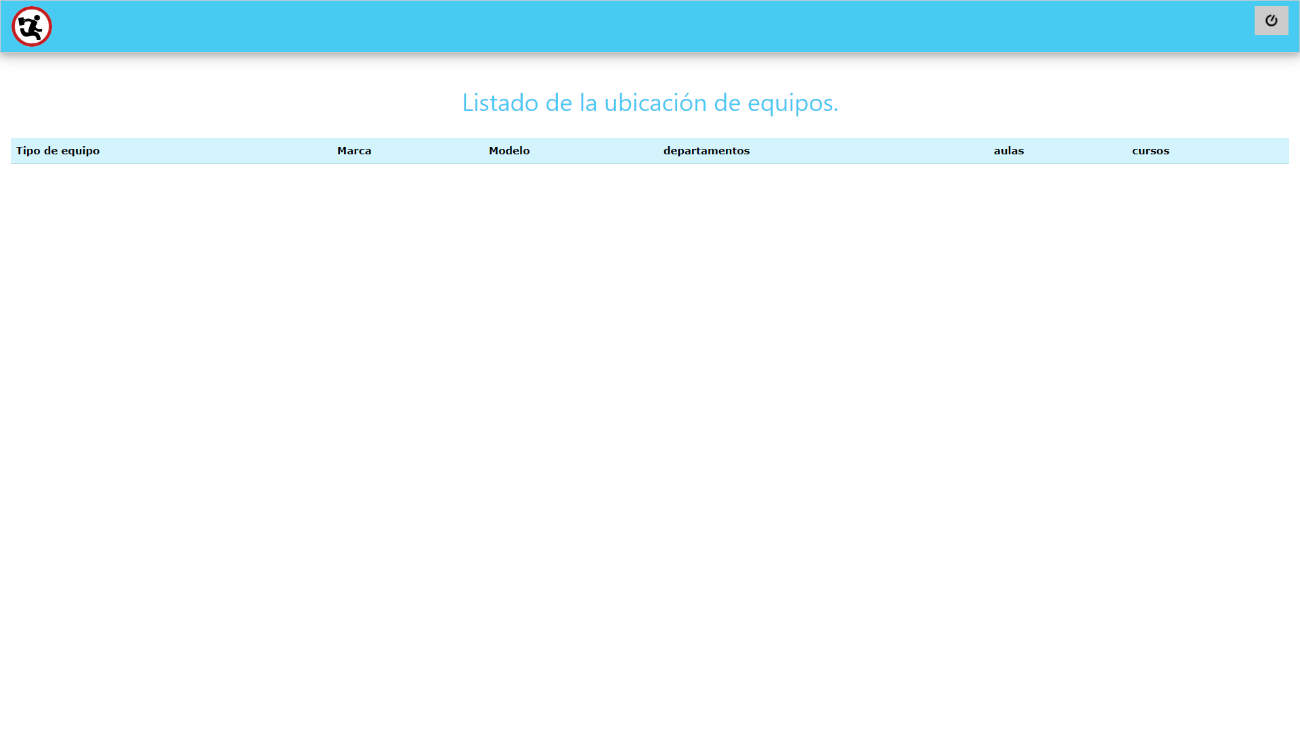 Listado de la ubicación de equipos.
Tipo de equipo Marca Modelo departamentos aulas cursos